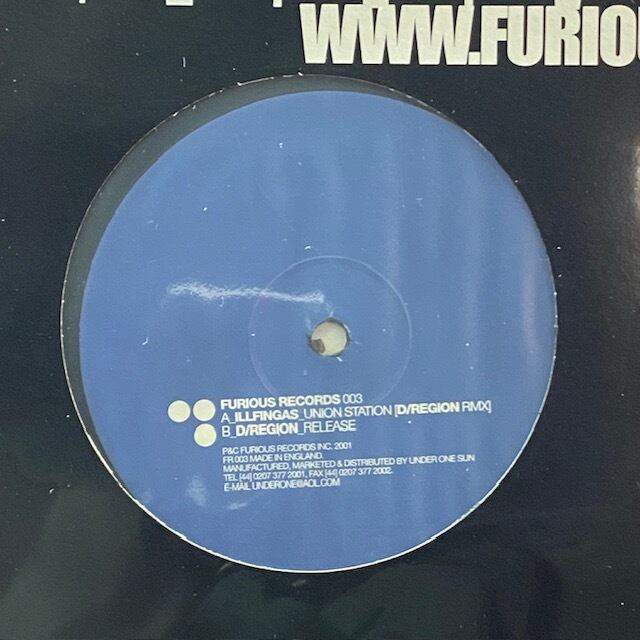 WWW.FURIOU
FURIOUS RECORDS 003
A_ILLFINGAS_UNION STATION [D/REGION RMX]
B_D/REGION_RELEASE
P&C FURIOUS RECORDS INC. 2001
FR 003 MADE IN ENGLAND.
MANUFACTURED, MARKETED & DISTRIBUTED BY UNDER ONE SUN
TEL [44] 0207 377 2001, FAX [44] 0207 377 2002.
E-MAIL UNDERONE@AOL.COM